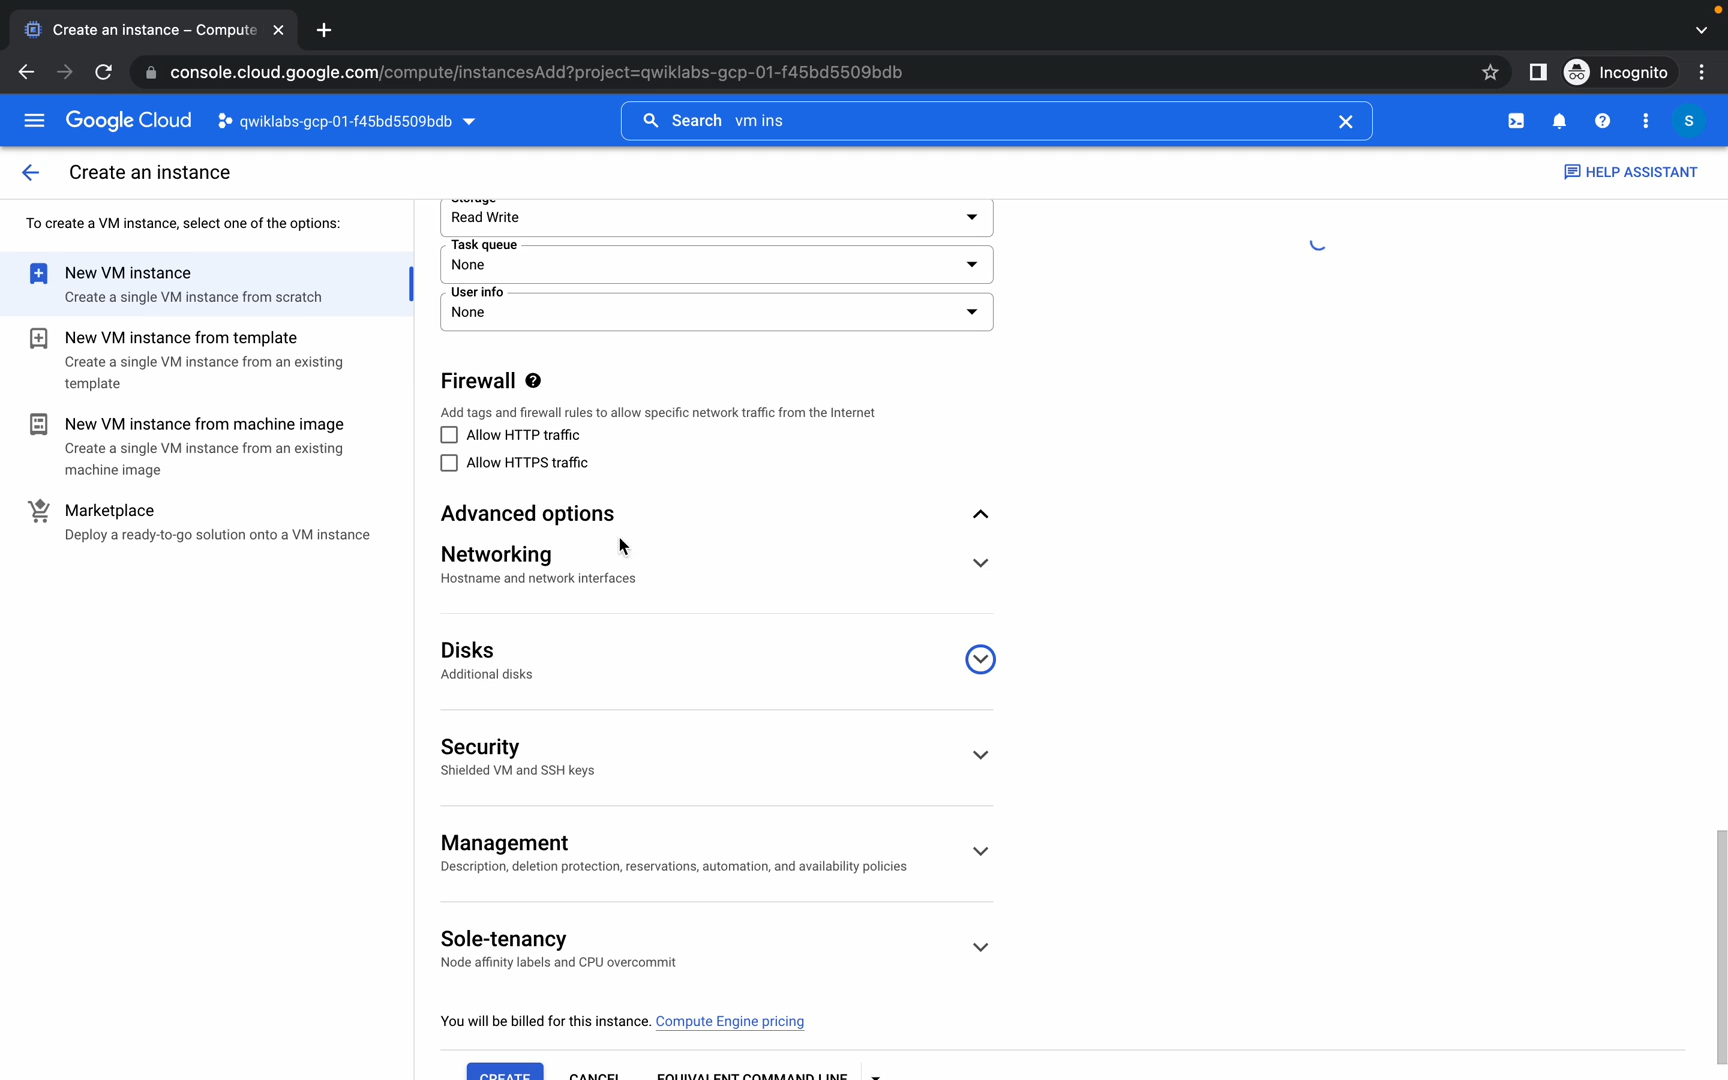 Create an instance – Compute
console.cloud.google.com/compute/instancesAdd?project=qwiklabs-gcp-01-f45bd5509bdb
Incognito
Google Cloud
qwiklabs-gcp-01-f45bd5509bdb
Search vm ins
S
Create an instance
HELP ASSISTANT
To create a VM instance, select one of the options:
New VM instance
Create a single VM instance from scratch
New VM instance from template
Create a single VM instance from an existing
template
New VM instance from machine image
Create a single VM instance from an existing
machine image
Marketplace
Deploy a ready-to-go solution onto a VM instance
Storage
Read Write
Task queue
None
User info
None
Firewall
Add tags and firewall rules to allow specific network traffic from the Internet
Allow HTTP traffic
Allow HTTPS traffic
Advanced options
Networking
Hostname and network interfaces
Disks
Additional disks
Security
Shielded VM and SSH keys
Management
Description, deletion protection, reservations, automation, and availability policies
Sole-tenancy
Node affinity labels and CPU overcommit
You will be billed for this instance. Compute Engine pricing
CREATE
CANCEL
EQUIVALENT COMMAND LINE